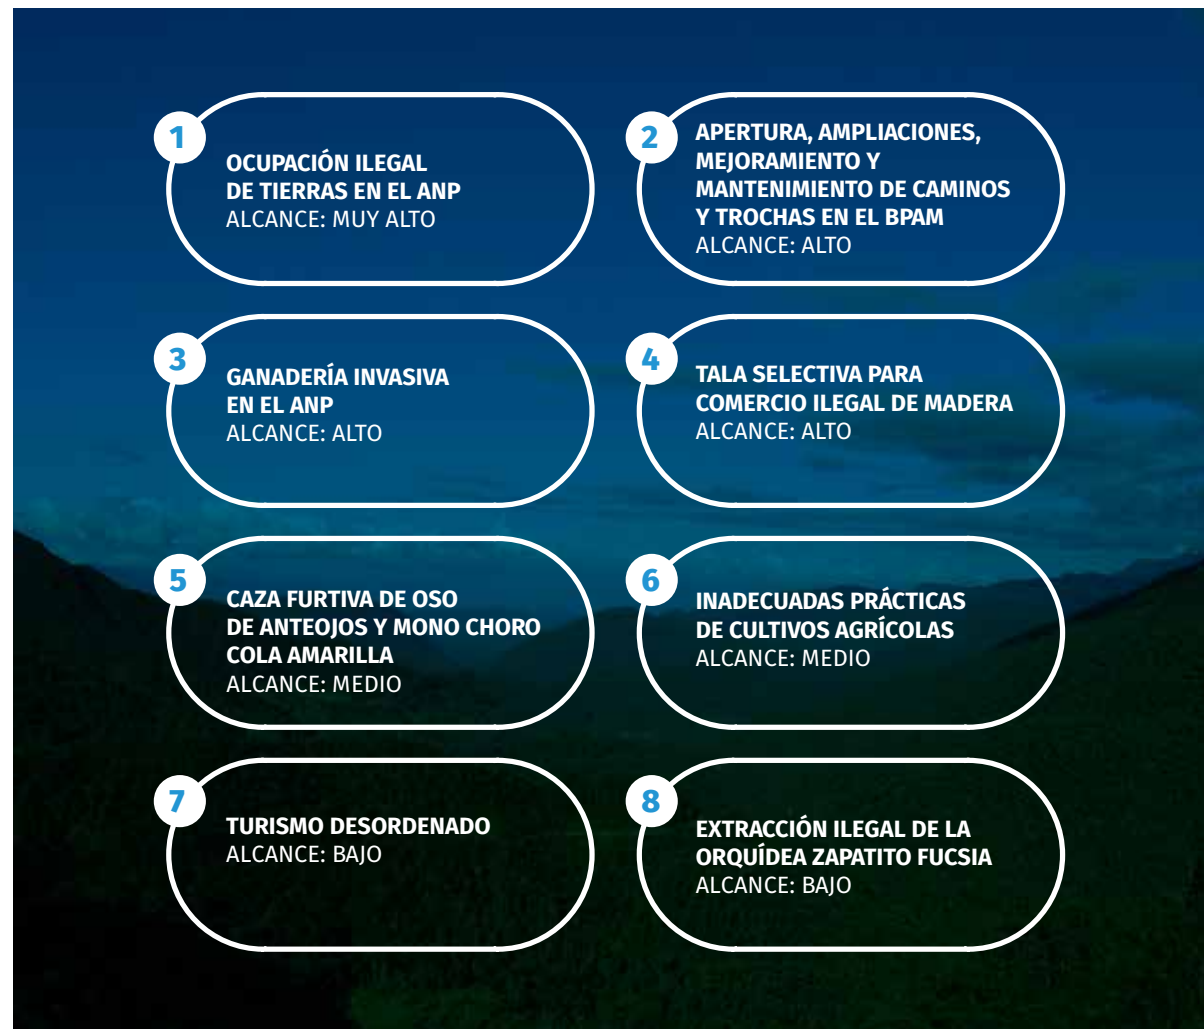 1
OCUPACIÓN ILEGAL
DE TIERRAS EN EL ANP
ALCANCE: MUY ALTO
2
APERTURA, AMPLIACIONES,
MEJORAMIENTO Y
MANTENIMIENTO DE CAMINOS
Y TROCHAS EN EL BPAM
ALCANCE: ALTO
3
GANADERÍA INVASIVA
EN EL ANP
ALCANCE: ALTO
4
TALA SELECTIVA PARA
COMERCIO ILEGAL DE MADERA
ALCANCE: ALTO
5
CAZA FURTIVA DE OSO
DE ANTEOJOS Y MONO CHORO
COLA AMARILLA
ALCANCE: MEDIO
6
INADECUADAS PRÁCTICAS
DE CULTIVOS AGRÍCOLAS
ALCANCE: MEDIO
7
TURISMO DESORDENADO
ALCANCE: BAJO
8
EXTRACCIÓN ILEGAL DE LA
ORQUÍDEA ZAPATITO FUCSIA
ALCANCE: BAJO